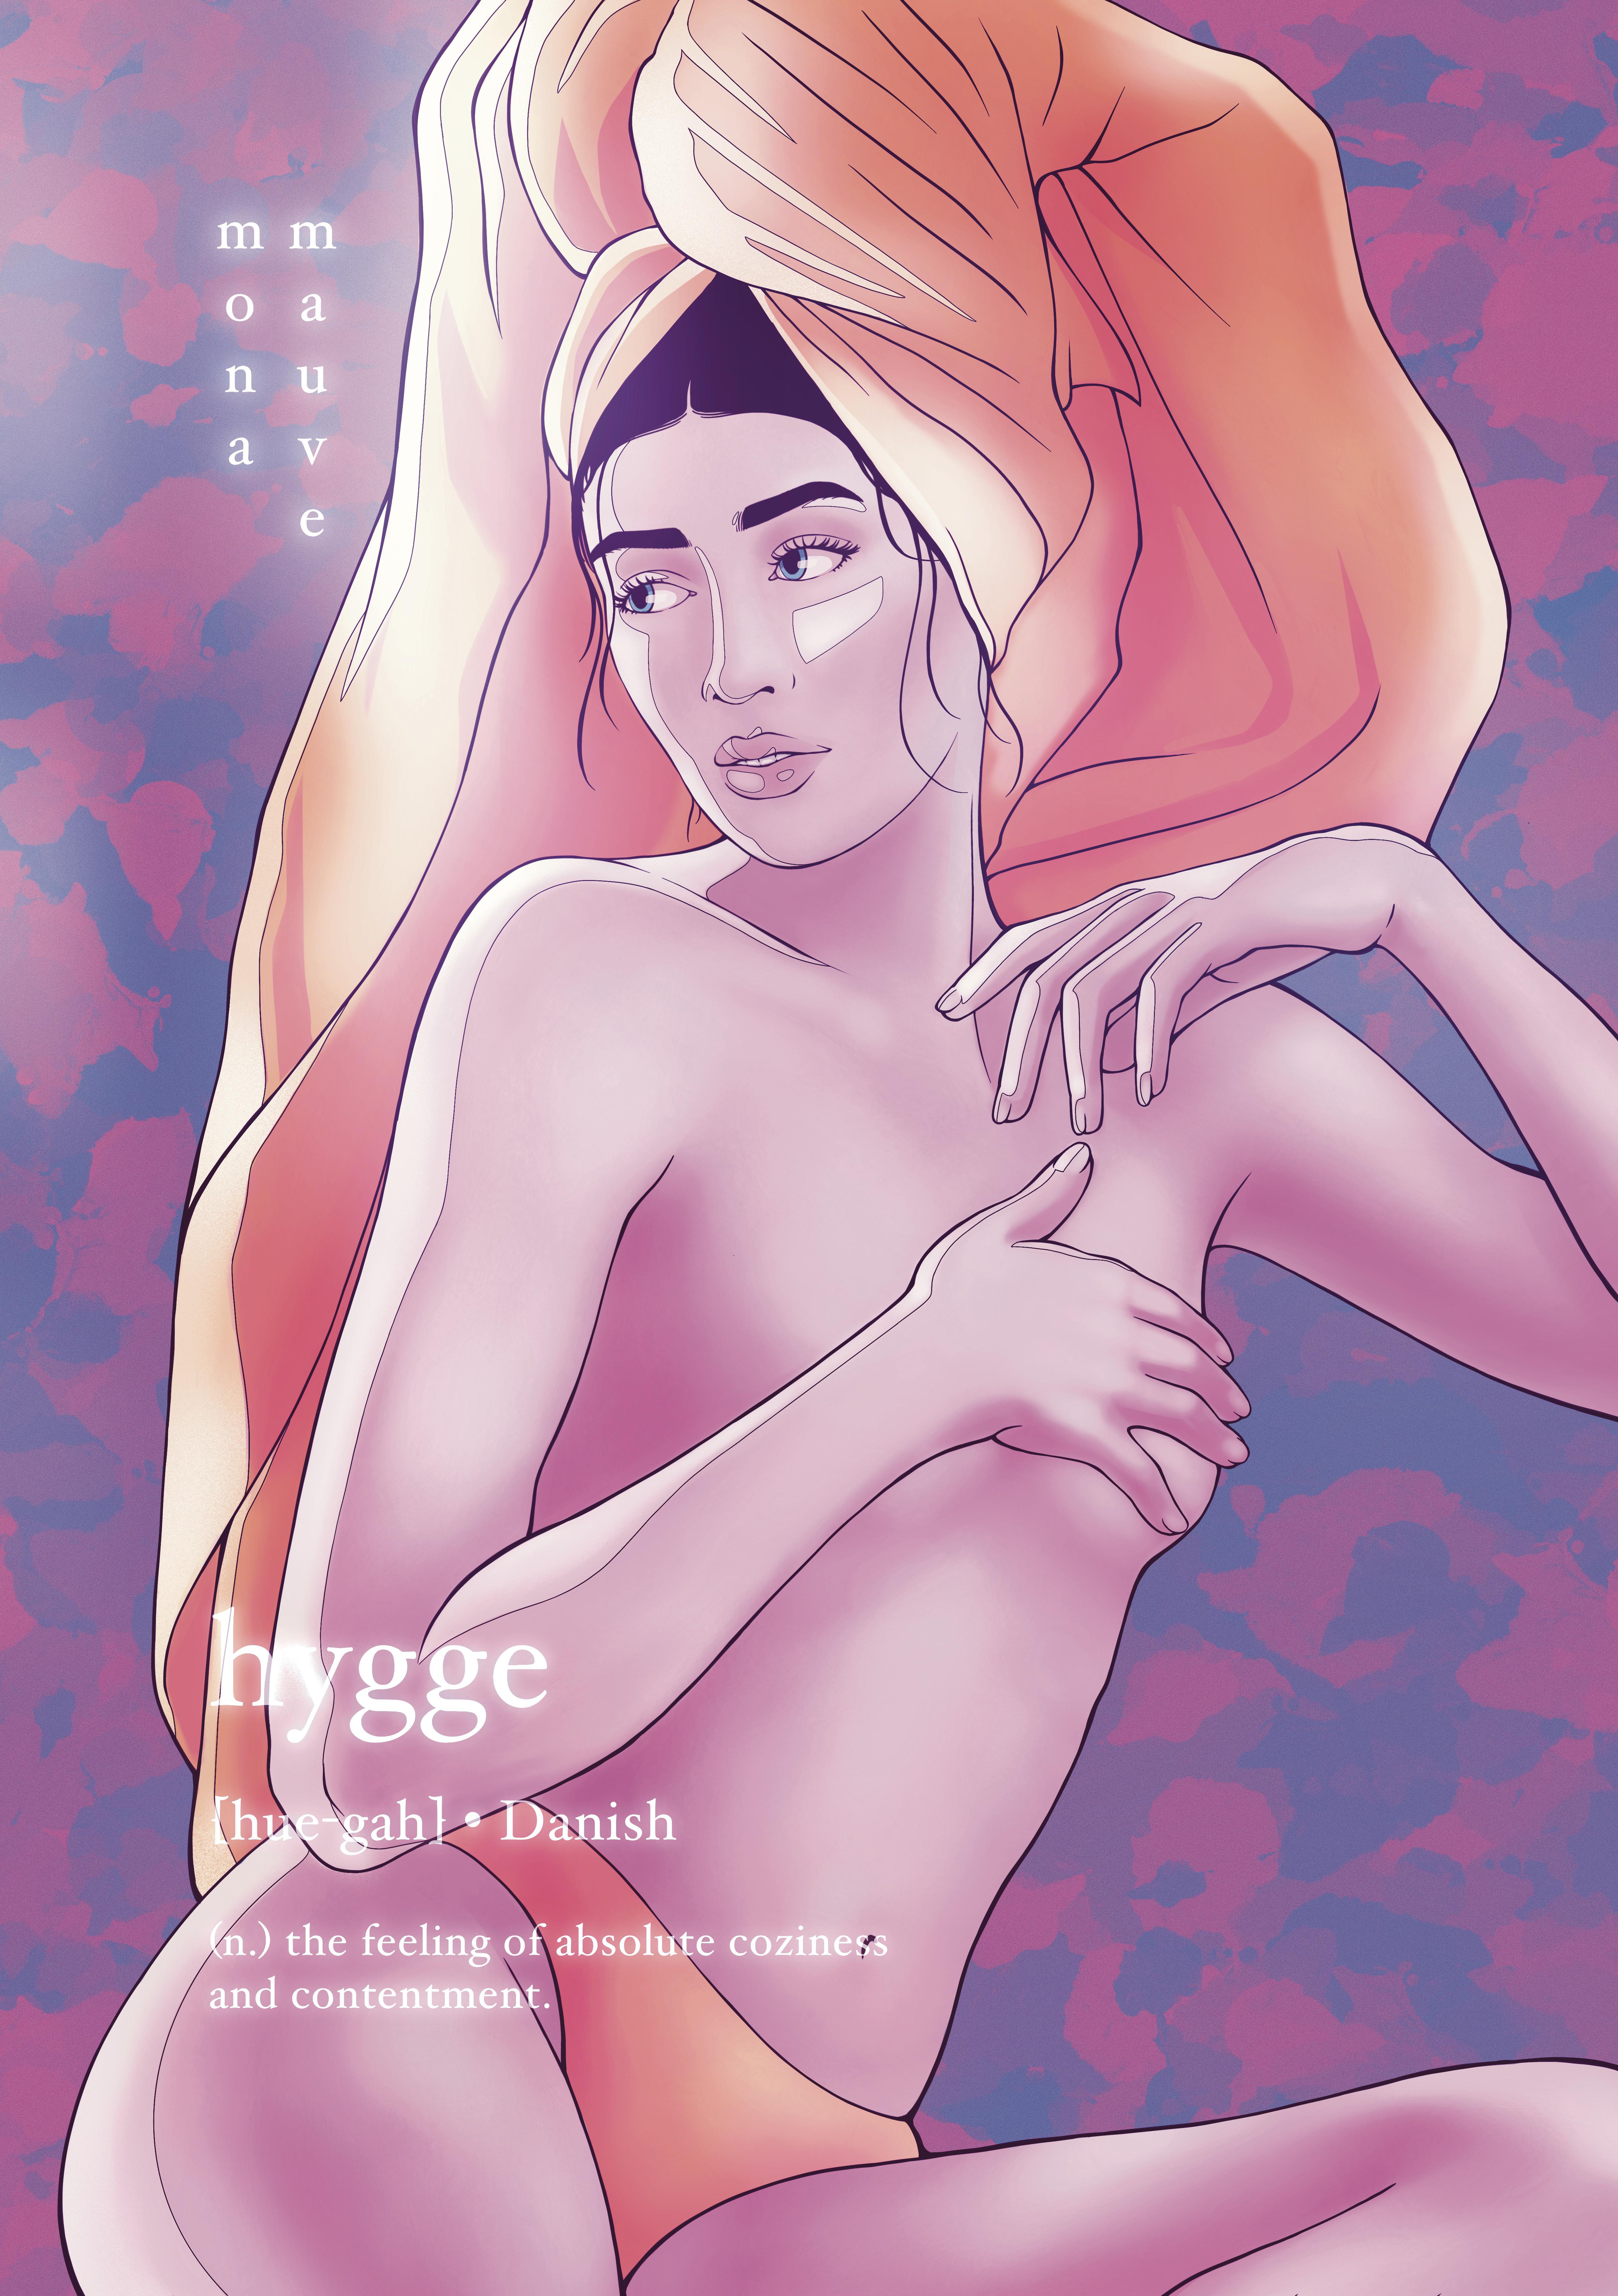 mona
mauve
hygge
[hue-gah] • Danish
(n.) the feeling of absolute coziness
and contentment.